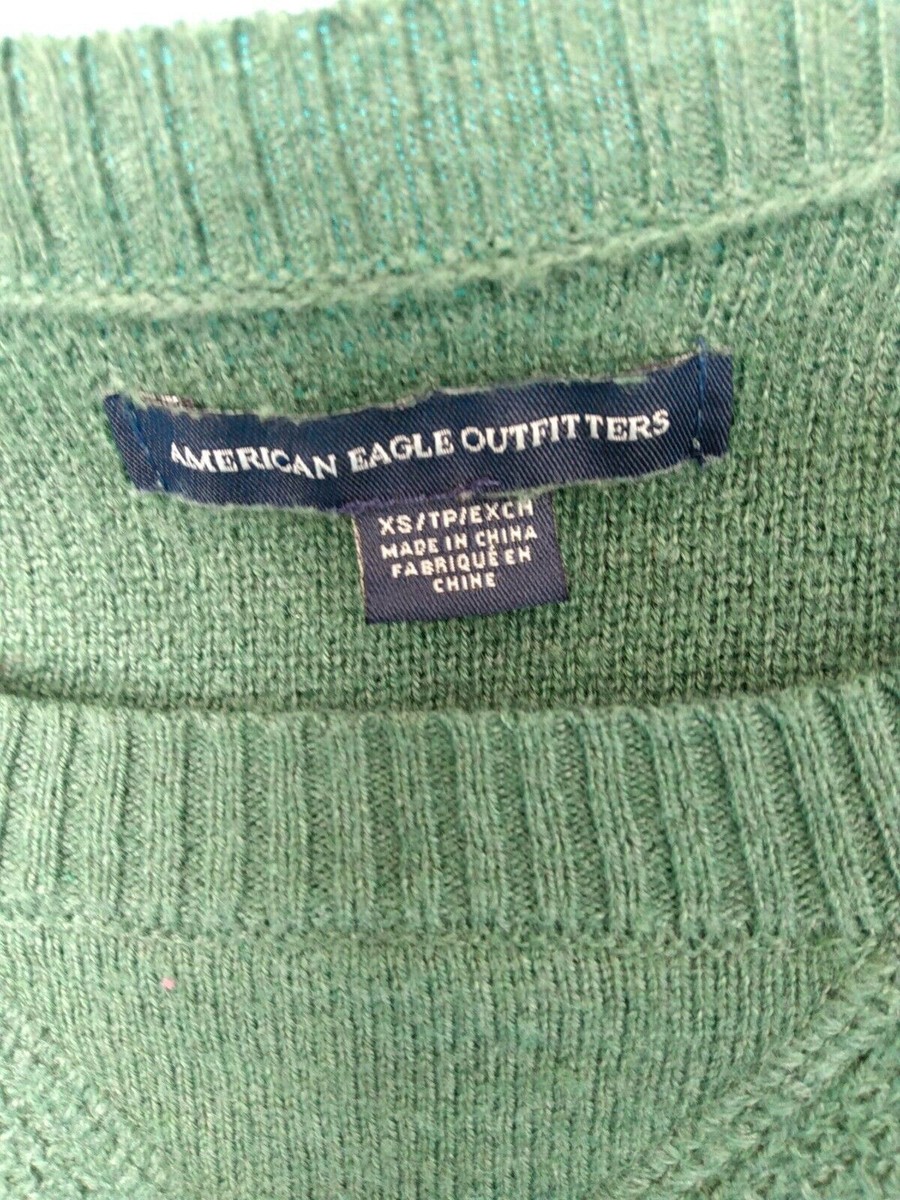 AMERICAN EAGLE OUTFITTERS
XS/TP/EXCH
MADE IN CHINA
FABRIQUÉ EN
CHINE